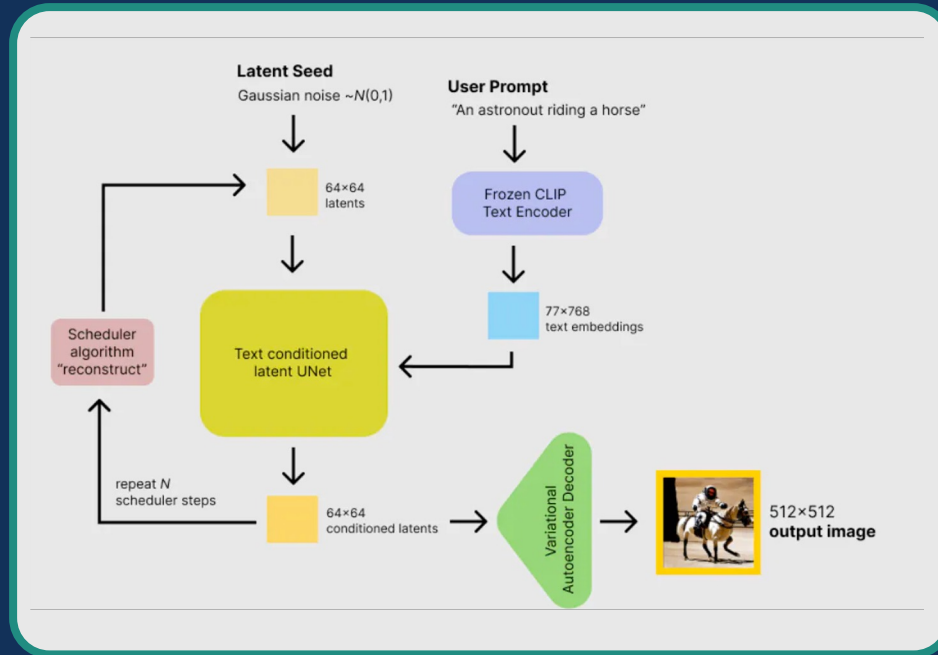 Latent Seed
Gaussian noise ~N(0,1)
User Prompt
“An astronout riding a horse”
64×64
latents
Frozen CLIP
Text Encoder
77×768
text embeddings
Scheduler
algorithm
“reconstruct”
Text conditioned
latent UNet
repeat N
scheduler steps
64×64
conditioned latents
Variational
Autoencoder Decoder
512×512
output image